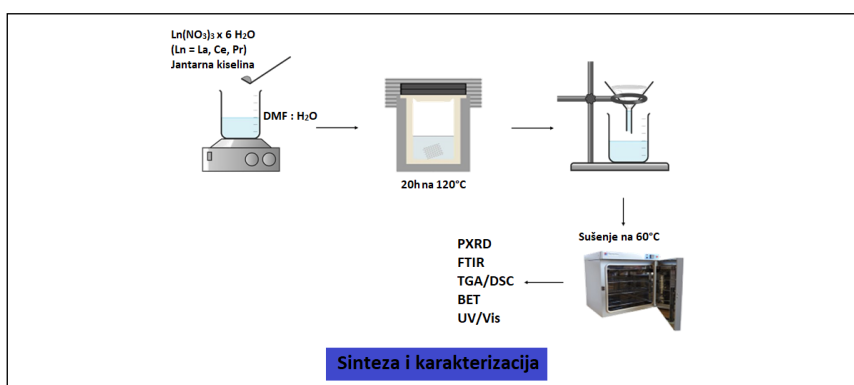 Ln(NO₃)₃ x 6 H₂O
(Ln = La, Ce, Pr)
Jantarna kiselina
DMF : H₂O
20h na 120°C
Sušenje na 60°C
PXRD
FTIR
TGA/DSC
BET
UV/Vis
Sinteza i karakterizacija